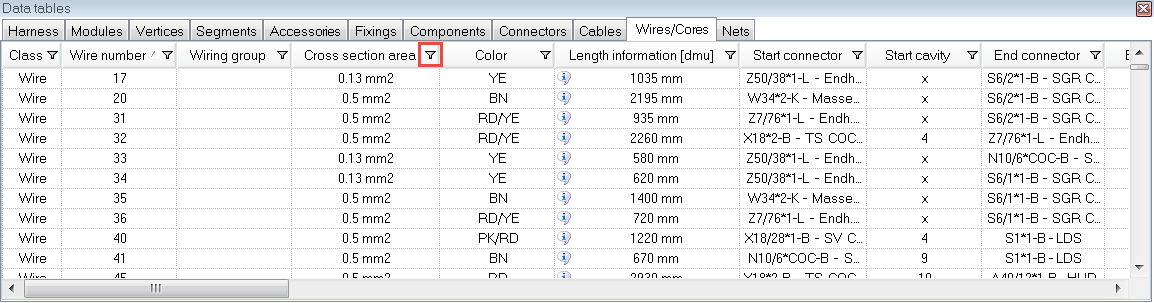 Data tables
Harness Modules Vertices Segments Accessories Fixings Components Connectors Cables Wires/Cores Nets
Class Wire number Wiring group Cross section area Color Length information [dmu] Start connector Start cavity End connector
Wire 17 0.13 mm2 YE 1035 mm Z50/38*1-L - Endh... x S6/2*1-B - SGR C...
Wire 20 0.5 mm2 BN 2195 mm W34*2-K - Masse... x S6/2*1-B - SGR C...
Wire 31 0.5 mm2 RD/YE 935 mm Z7/76*1-L - Endh... x S6/2*1-B - SGR C...
Wire 32 0.5 mm2 RD/YE 2260 mm X18*2-B - TS COC... 4 Z7/76*1-L - Endh...
Wire 33 0.13 mm2 YE 580 mm Z50/38*1-L - Endh... x N10/6*COC-B - S...
Wire 34 0.13 mm2 YE 620 mm Z50/38*1-L - Endh... x S6/1*1-B - SGR C...
Wire 35 0.5 mm2 BN 1400 mm W34*2-K - Masse... x S6/1*1-B - SGR C...
Wire 36 0.5 mm2 RD/YE 720 mm Z7/76*1-L - Endh... x S6/1*1-B - SGR C...
Wire 40 0.5 mm2 PK/RD 1220 mm X18/28*1-B - SV C... 4 S1*1-B - LDS
Wire 41 0.5 mm2 BN 670 mm N10/6*COC-B - S... 9 S1*1-B - LDS
Wire 45 0.5 mm2 RD 2930 mm X18*2-B - TS COC... 10 A40/12*1-B - HUD